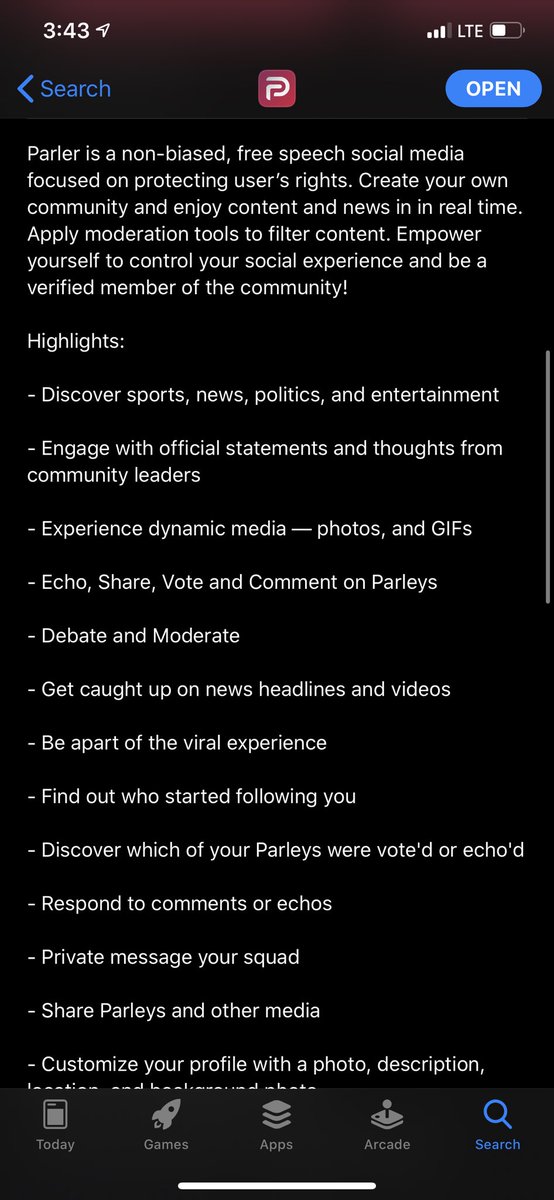 3:43
LTE
Search
OPEN
Parler is a non-biased, free speech social media
focused on protecting user's rights. Create your own
community and enjoy content and news in in real time.
Apply moderation tools to filter content. Empower
yourself to control your social experience and be a
verified member of the community!
Highlights:
- Discover sports, news, politics, and entertainment
- Engage with official statements and thoughts from
community leaders
- Experience dynamic media — photos, and GIFs
- Echo, Share, Vote and Comment on Parleys
- Debate and Moderate
- Get caught up on news headlines and videos
- Be apart of the viral experience
- Find out who started following you
- Discover which of your Parleys were vote'd or echo'd
- Respond to comments or echos
- Private message your squad
- Share Parleys and other media
- Customize your profile with a photo, description,
location, and background photo
Today
Games
Apps
Arcade
Search